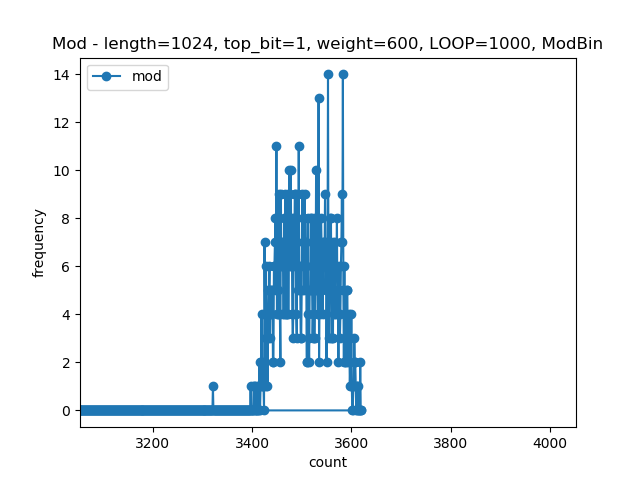 Mod - length=1024, top_bit=1, weight=600, LOOP=1000, ModBin
mod
14
12
10
8
6
4
2
0
frequency
3200 3400 3600 3800 4000
count